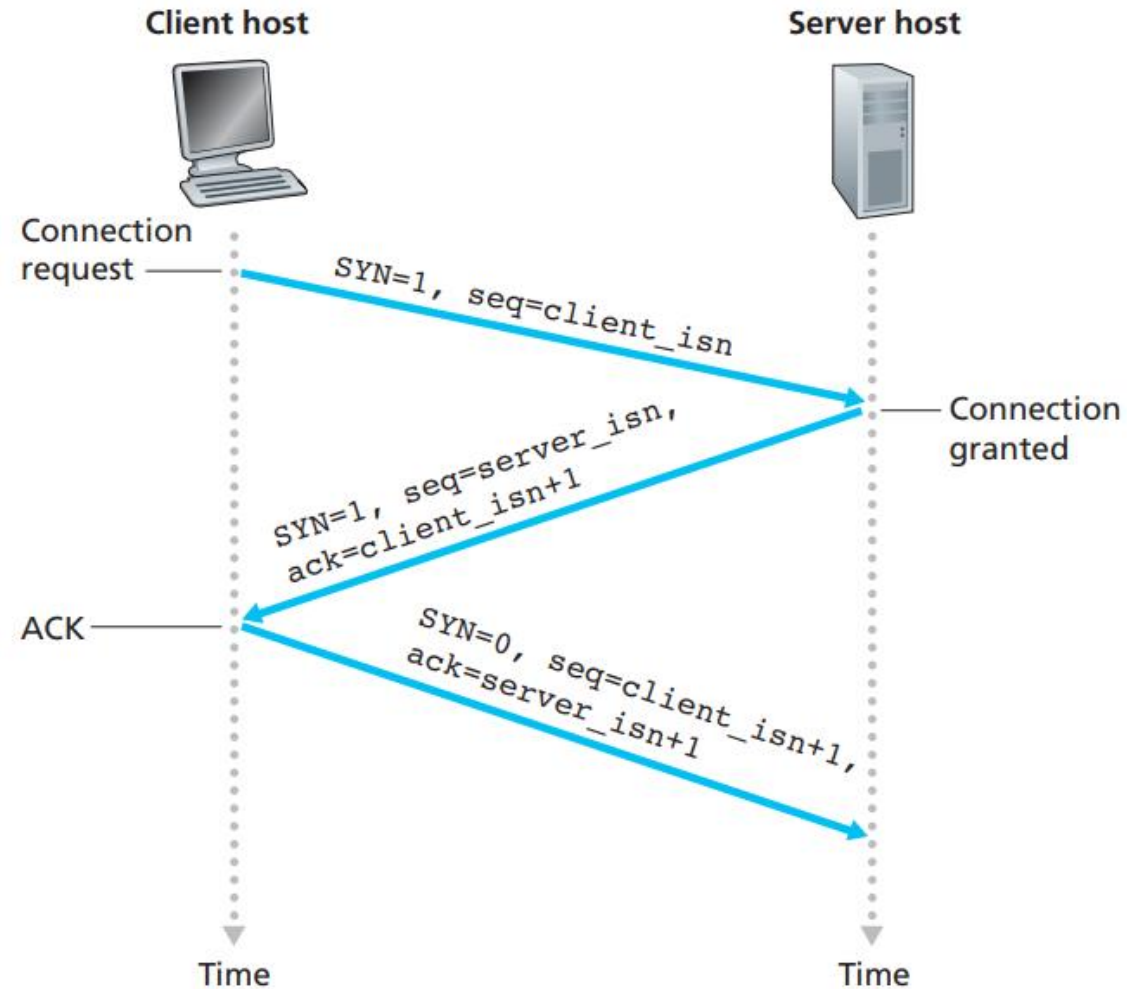 Client host
Server host
Connection
request
SYN=1, seq=client_isn
Connection
granted
SYN=1, seq=server_isn,
ack=client_isn+1
ACK
SYN=0, seq=client_isn+1,
ack=server_isn+1
Time
Time